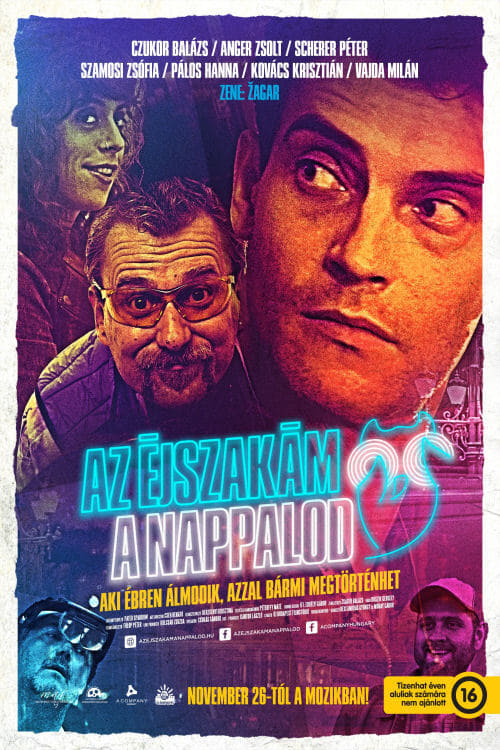 CZUKOR BALÁZS / ANGER ZSOLT / SCHERER PÉTER
SZAMOSI ZSÓFIA / PÁLOS HANNA / KOVÁCS KRISZTIÁN / VAJDA MILÁN
ZENE: ŽAGAR
AZ ÉJSZAKÁM
A NAPPALOD
AKI ÉBREN ÁLMODIK, AZZAL BÁRMI MEGTÖRTÉNHET
AZEJSZAKAMANAPPALOD.HU
AZEJSZAKAMANAPPALOD
ACOMPANYHUNGARY
A COMPANY
NOVEMBER 26-TÓL A MOZIKBAN!
Tizenhat éven
aluliak számára
nem ajánlott
16